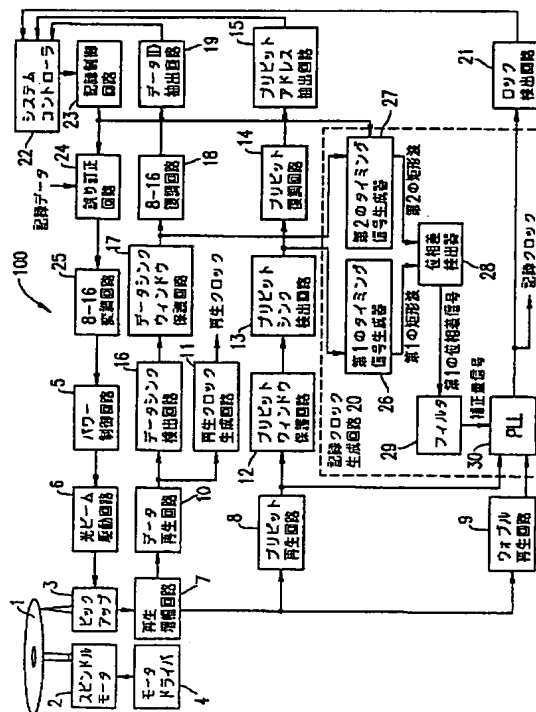 100
1
2
スピンドル
モータ
4
モータ
ドライバ
3
ピック
アップ
6
光ビーム
駆動回路
5
パワー
制御回路
25
8-16
変調回路
24
誤り訂正
回路
記録データ
22
システム
コントローラ
23
記録制御
回路
7
再生
増幅回路
10
データ
再生回路
16
データシンク
検出回路
17
データシンク
ウィンドウ
保護回路
18
8-16
復調回路
19
データID
抽出回路
11
再生クロック
生成回路
再生クロック
8
プリピット
再生回路
12
プリピット
ウィンドウ
保護回路
13
プリピット
シンク
検出回路
14
プリピット
復調回路
15
プリピット
アドレス
抽出回路
9
ウォブル
再生回路
記録クロック
生成回路 20
26
第1のタイミング
信号生成器
27
第2のタイミング
信号生成器
第1の矩形波
第2の矩形波
28
位相差
検出器
第1の位相差信号
29
フィルタ
補正量信号
30
PLL
記録クロック
21
ロック
検出回路